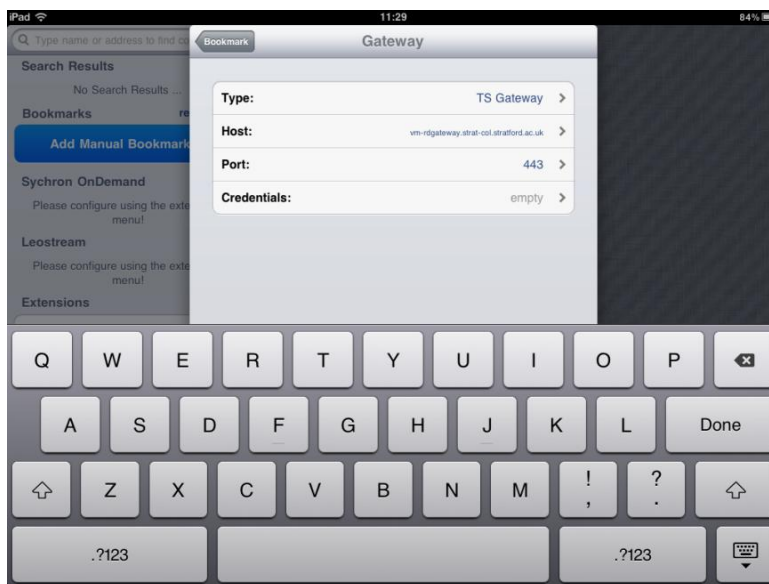 iPad 11:29 84%
Type name or address to find co
Search Results
No Search Results ...
Bookmarks re
Add Manual Bookmark
Sychron OnDemand
Please configure using the exte
menu!
Leostream
Please configure using the exte
menu!
Extensions
Bookmark Gateway
Type: TS Gateway
Host: vm-rdgateway.strat-col.stratford.ac.uk
Port: 443
Credentials: empty
Q W E R T Y U I O P
A S D F G H J K L Done
Z X C V B N M ! , ? .
.?123 .?123